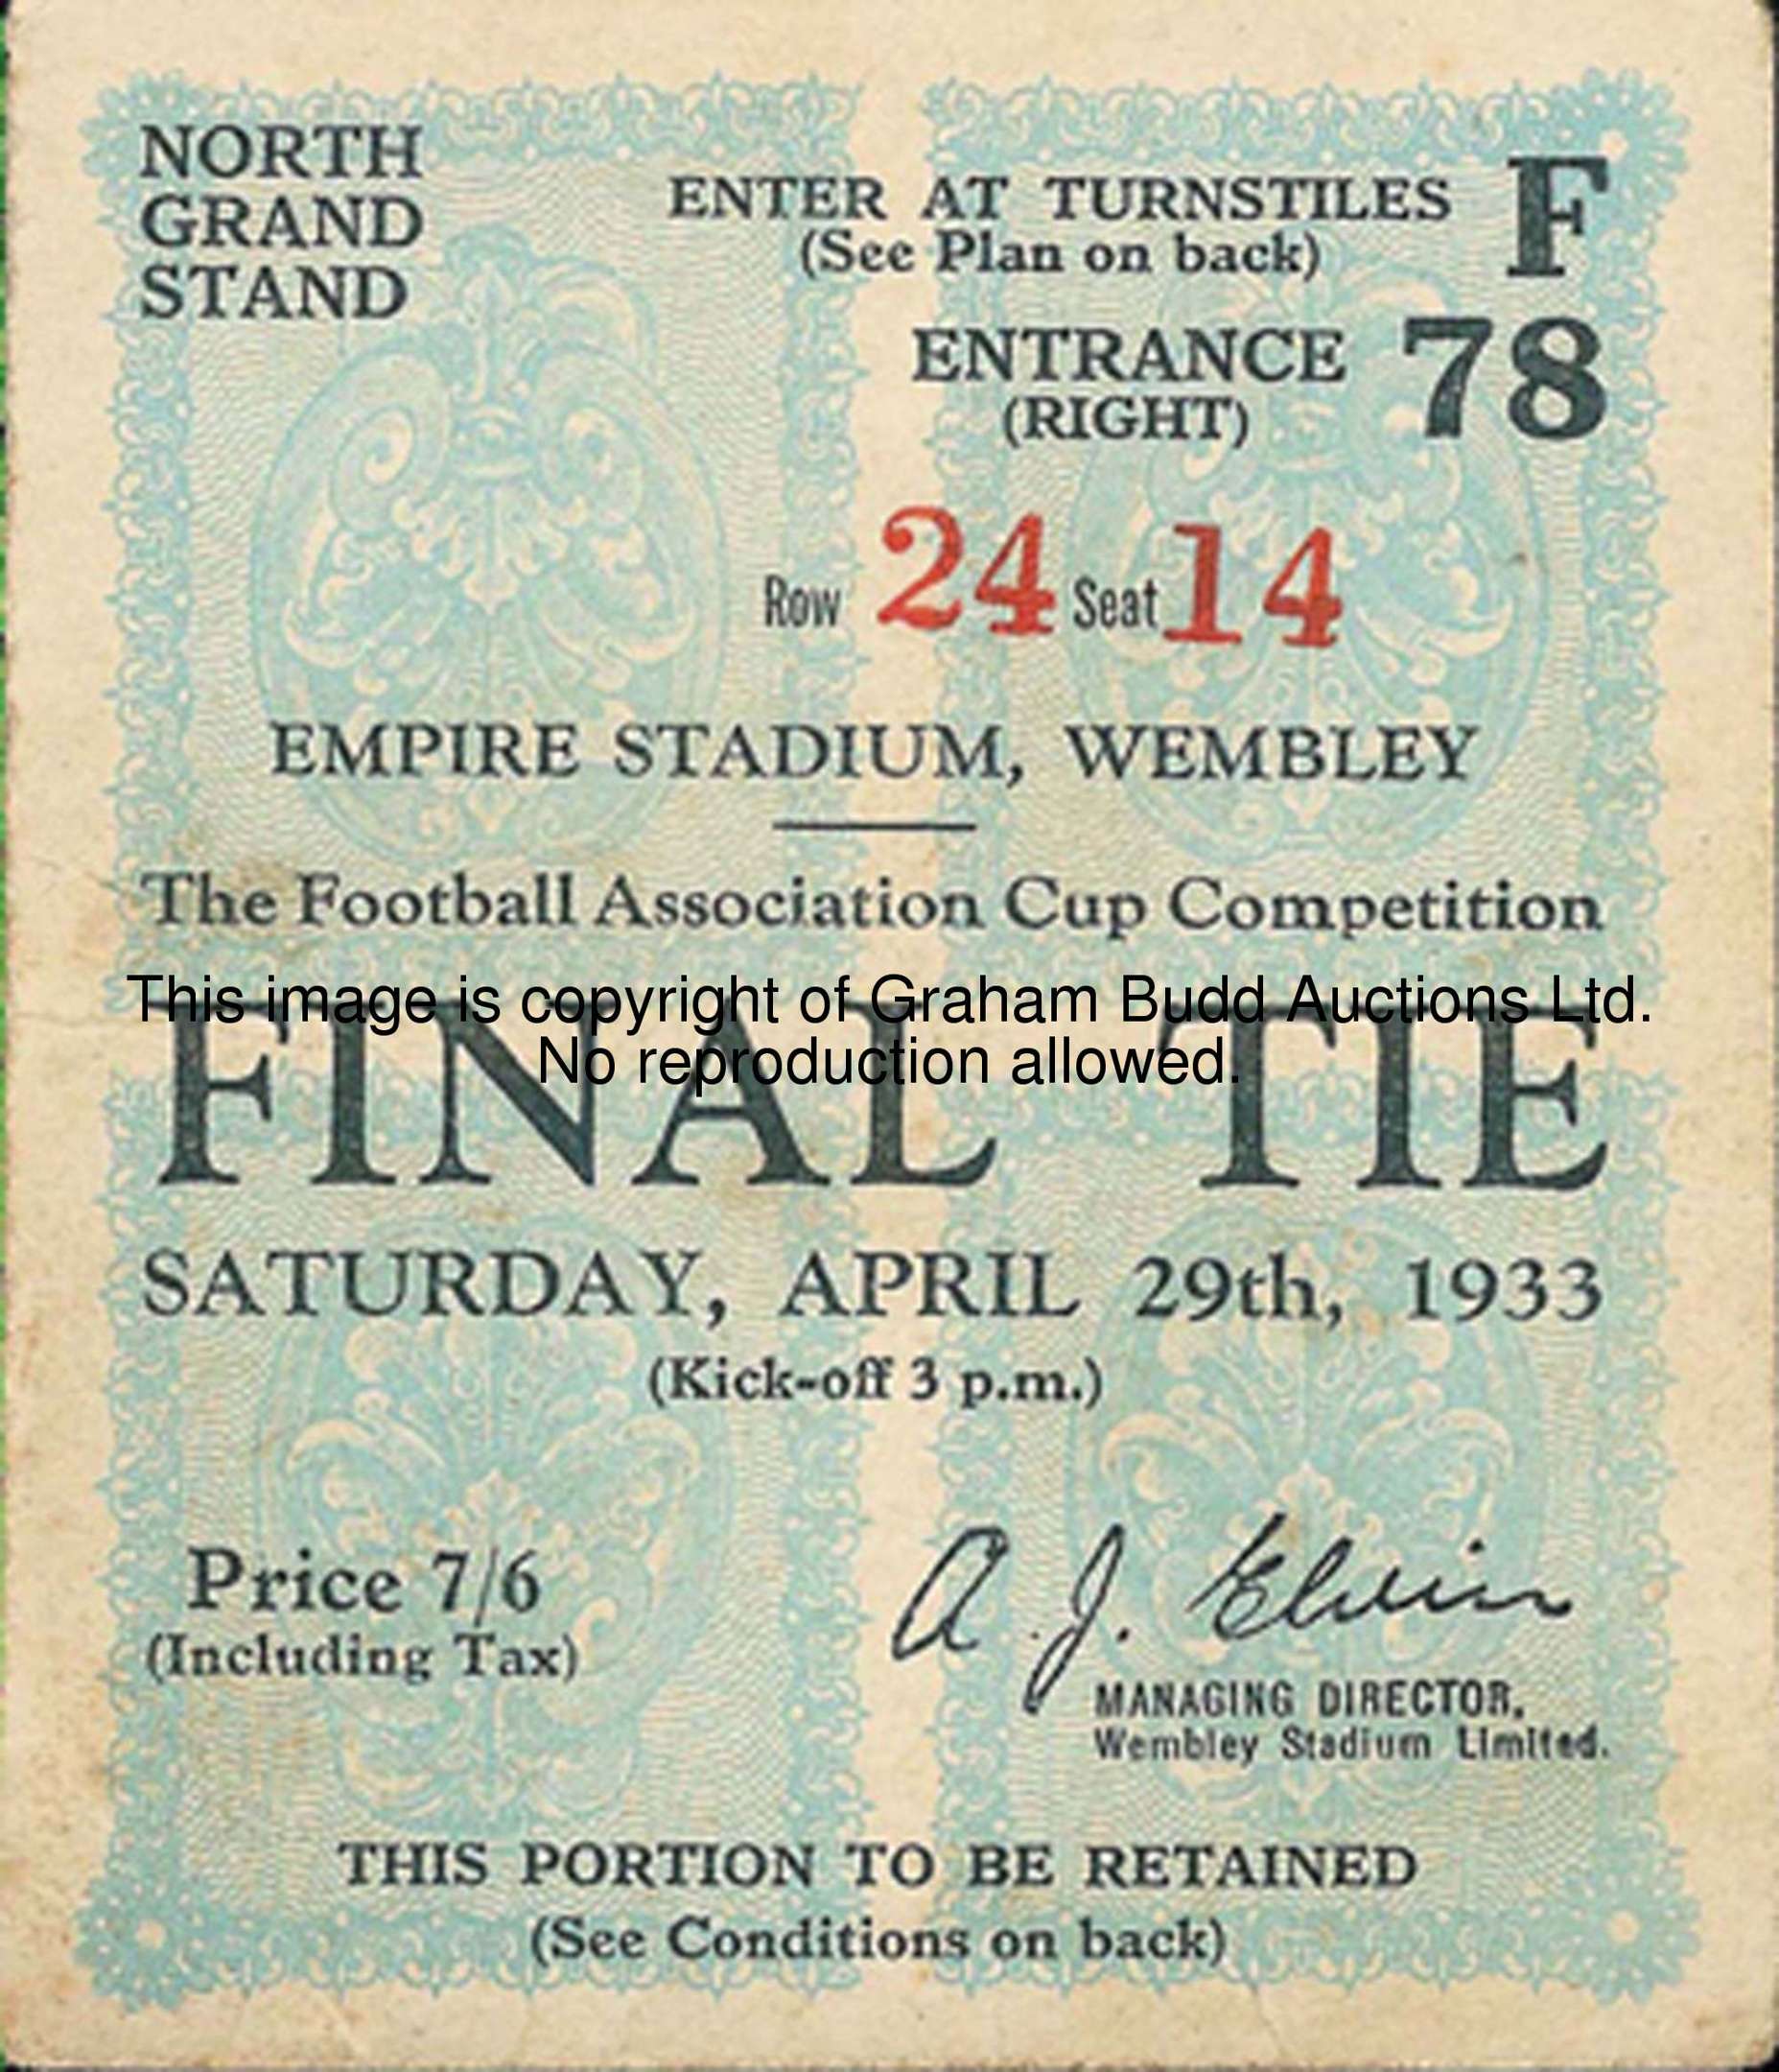 NORTH
GRAND
STAND
ENTER AT TURNSTILES F
(See Plan on back)
ENTRANCE 78
(RIGHT)
Row 24 Seat 14
EMPIRE STADIUM, WEMBLEY
The Football Association Cup Competition
This image is copyright of Graham Budd Auctions Ltd.
No reproduction allowed.
FINAL TIE
SATURDAY, APRIL 29th, 1933
(Kick-off 3 p.m.)
Price 7/6
(Including Tax)
A. J. Elvin
MANAGING DIRECTOR,
Wembley Stadium Limited.
THIS PORTION TO BE RETAINED
(See Conditions on back)